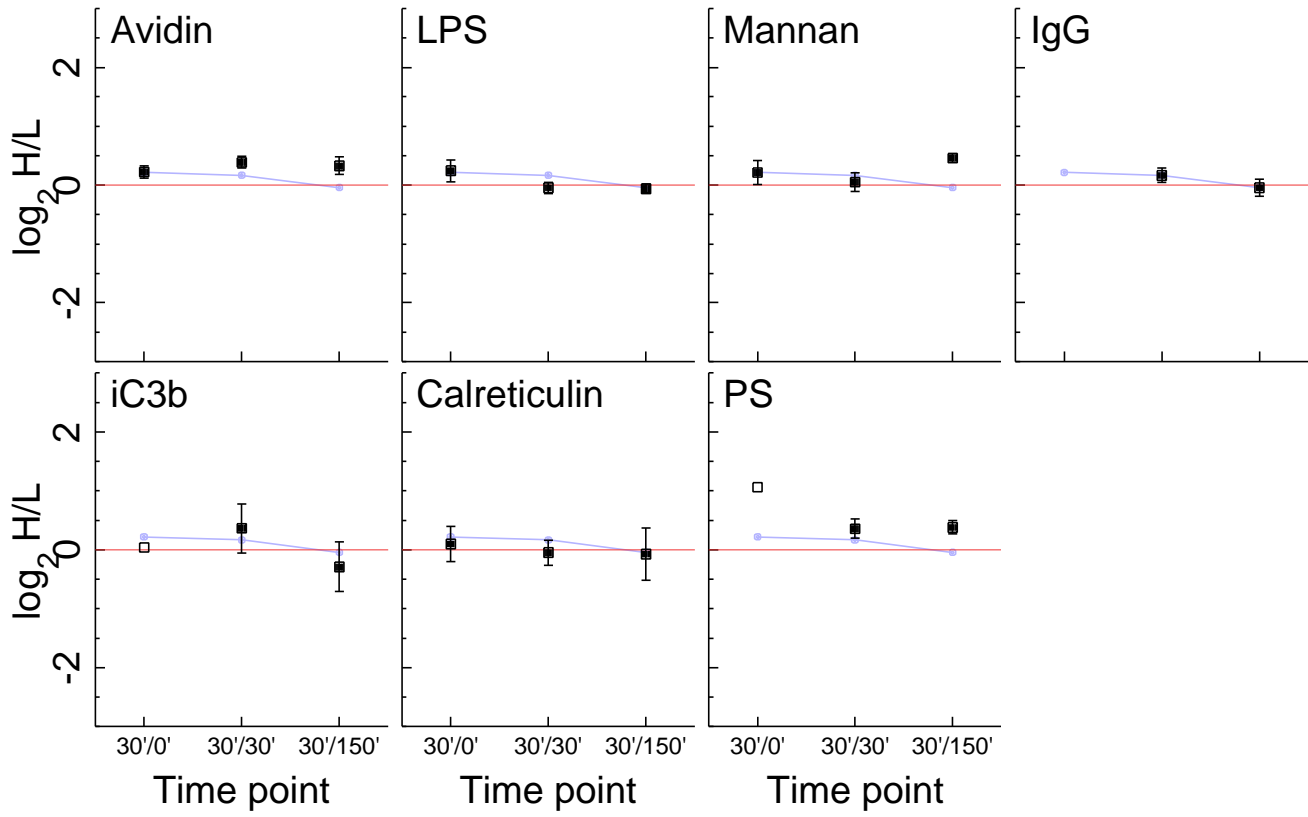 Avidin LPS Mannan IgG
log2 H/L
2
0
-2
iC3b Calreticulin PS
log2 H/L
2
0
-2
30'/0' 30'/30' 30'/150' 30'/0' 30'/30' 30'/150' 30'/0' 30'/30' 30'/150'
Time point Time point Time point